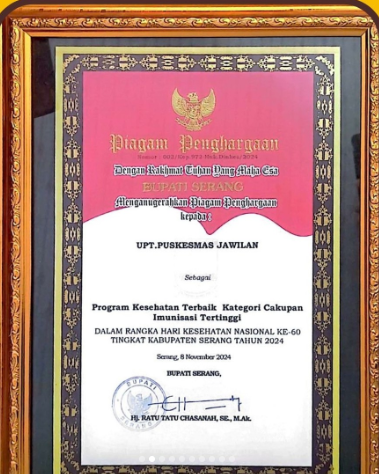 Piagam Penghargaan
Dengan Rakhmat Tuhan Yang Maha Esa
BUPATI SERANG
Menganugerahkan Piagam Penghargaan
kepada :
UPT.PUSKESMAS JAWILAN
Sebagai
Program Kesehatan Terbaik Kategori Cakupan
Imunisasi Tertinggi
DALAM RANGKA HARI KESEHATAN NASIONAL KE-60
TINGKAT KABUPATEN SERANG TAHUN 2024
Serang, 8 November 2024
BUPATI SERANG,
BUPATI
Hj. RATU TATU CHASANAH, SE., M.Ak.